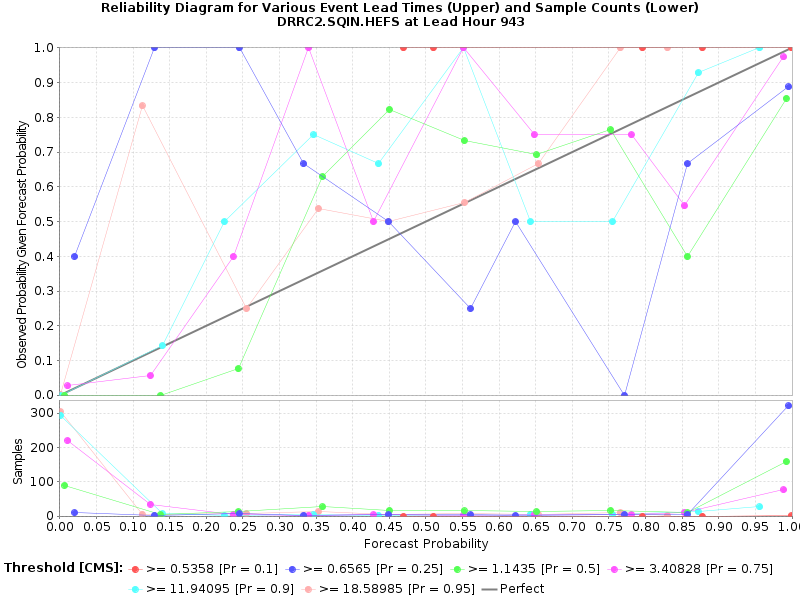 Reliability Diagram for Various Event Lead Times (Upper) and Sample Counts (Lower)
DRRC2.SQIN.HEFS at Lead Hour 943
Observed Probability Given Forecast Probability
1.0
0.9
0.8
0.7
0.6
0.5
0.4
0.3
0.2
0.1
0.0
Samples
300
200
100
0
0.00 0.05 0.10 0.15 0.20 0.25 0.30 0.35 0.40 0.45 0.50 0.55 0.60 0.65 0.70 0.75 0.80 0.85 0.90 0.95 1.0
Forecast Probability
Threshold [CMS]: >= 0.5358 [Pr = 0.1] >= 0.6565 [Pr = 0.25] >= 1.1435 [Pr = 0.5] >= 3.40828 [Pr = 0.75]
>= 11.94095 [Pr = 0.9] >= 18.58985 [Pr = 0.95] Perfect